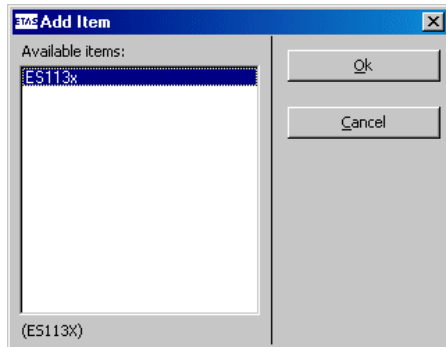 ETAS Add Item
Available items:
ES113x
Ok
Cancel
(ES113X)